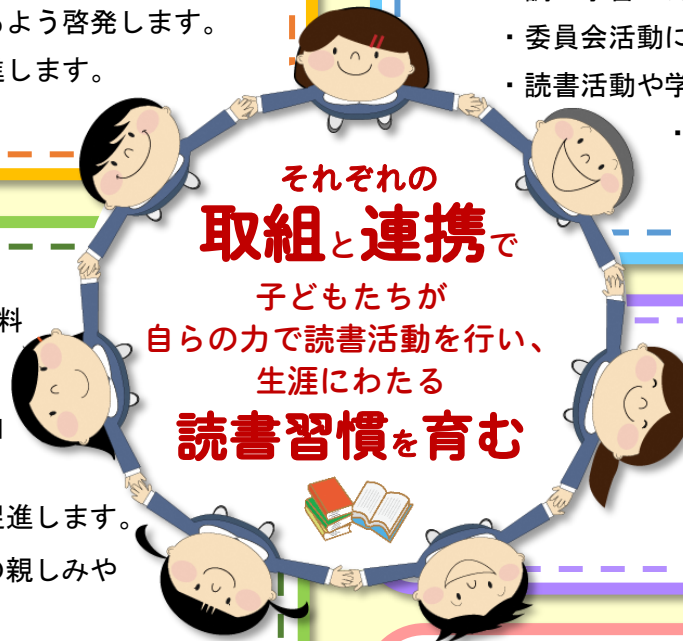 るよう啓発します。
進します。
・委員会活動に
・読書活動や学
・
それぞれの
取組と連携で
子どもたちが
自らの力で読書活動を行い、
生涯にわたる
読書習慣を育む
料
促進します。
の親しみや